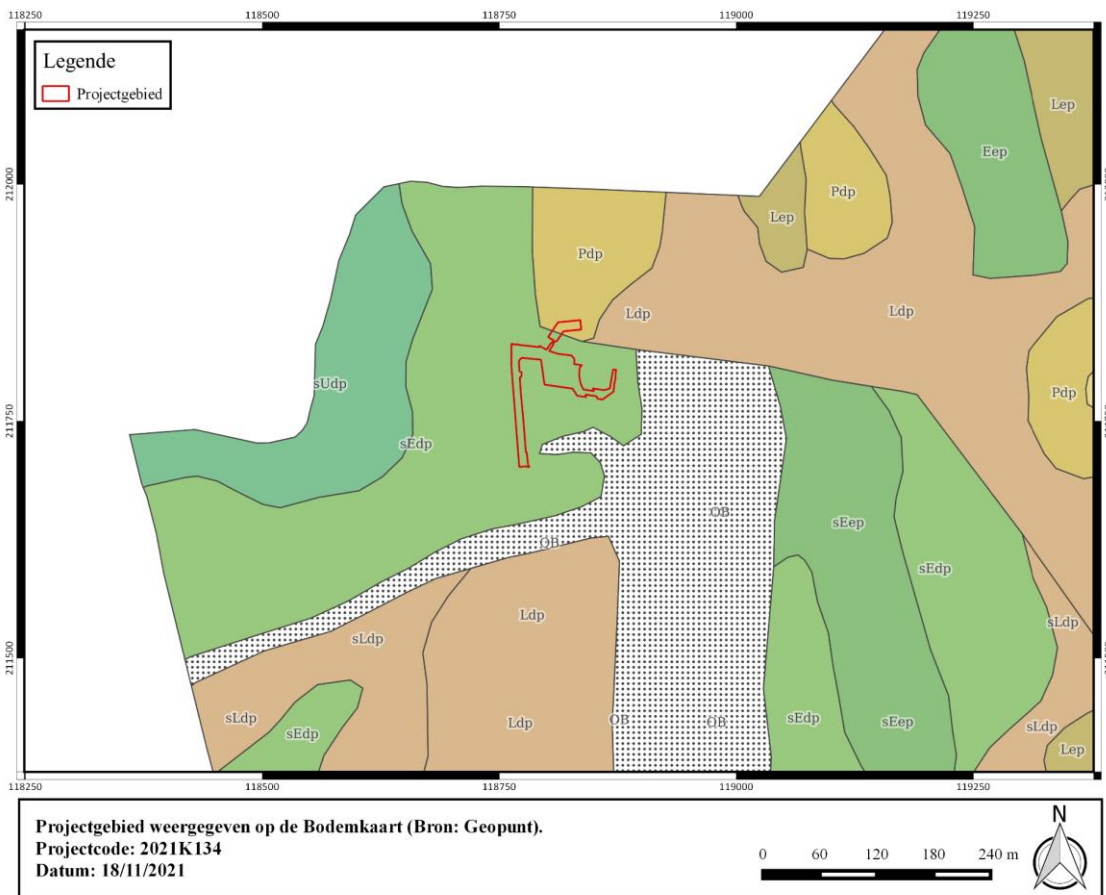 118250 118500 118750 119000 119250
Legende
Projectgebied
212000
211750
211500
Lep
Eep
Pdp
Lep
Pdp
Ldp
Ldp
Pdp
sUdp
sEdp
OB
sEep
OB
sEdp
Ldp
sLdp
sLdp
sLdp
OB
OB
sEdp
sEep
sLdp
Ldp
sEdp
Lep
118250 118500 118750 119000 119250
Projectgebied weergegeven op de Bodemkaart (Bron: Geopunt).
Projectcode: 2021K134
Datum: 18/11/2021
0 60 120 180 240 m
N